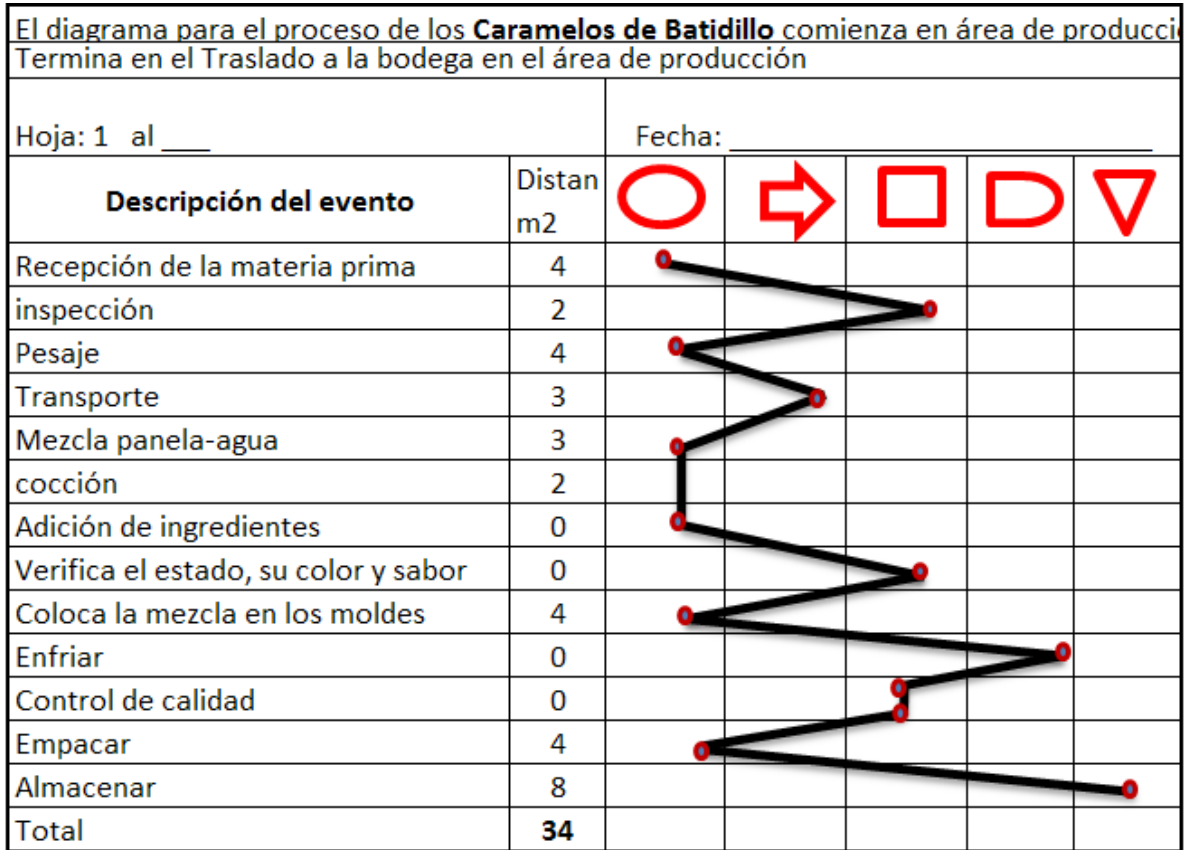 El diagrama para el proceso de los Caramelos de Batidillo comienza en área de producci
Termina en el Traslado a la bodega en el área de producción
Hoja: 1 al ___ Fecha: ___________________________
Descripción del evento Distan
m2
Recepción de la materia prima 4
inspección 2
Pesaje 4
Transporte 3
Mezcla panela-agua 3
cocción 2
Adición de ingredientes 0
Verifica el estado, su color y sabor 0
Coloca la mezcla en los moldes 4
Enfriar 0
Control de calidad 0
Empacar 4
Almacenar 8
Total 34